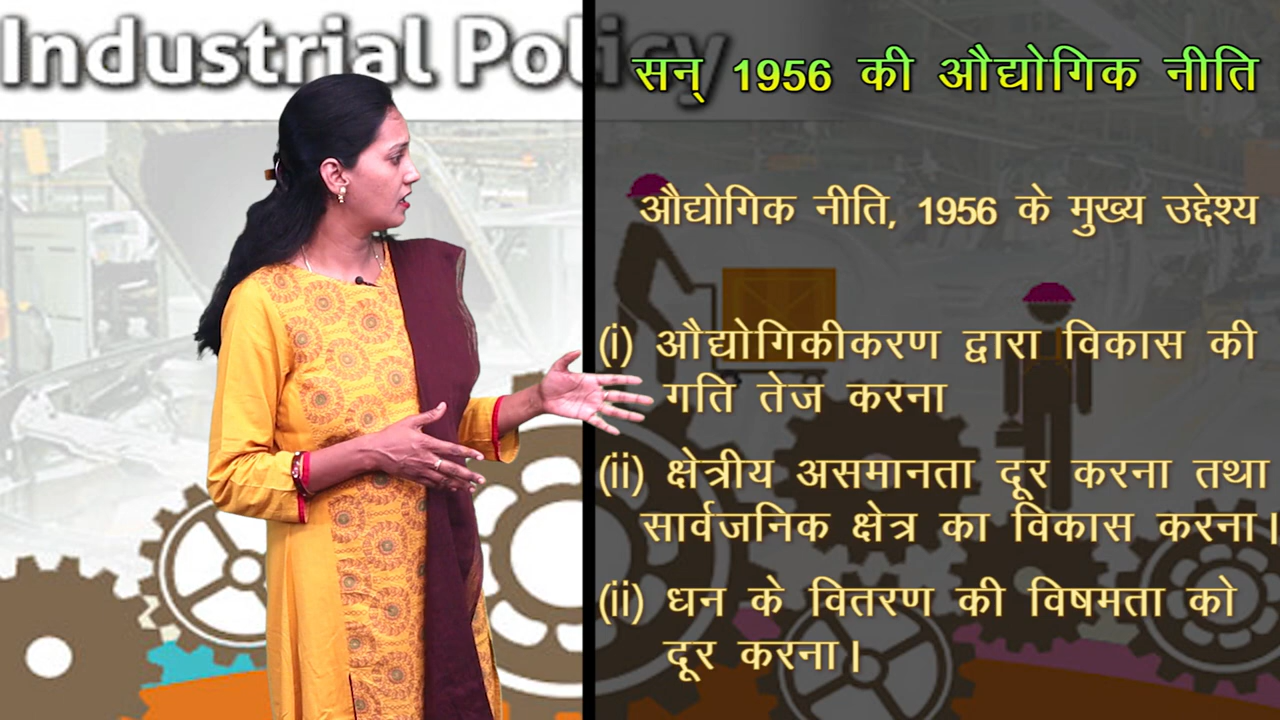 Industrial Policy
सन् 1956 की औद्योगिक नीति
औद्योगिक नीति, 1956 के मुख्य उद्देश्य
(i) औद्योगिकीकरण द्वारा विकास की
गति तेज करना
(ii) क्षेत्रीय असमानता दूर करना तथा
सार्वजनिक क्षेत्र का विकास करना।
(ii) धन के वितरण की विषमता को
दूर करना।